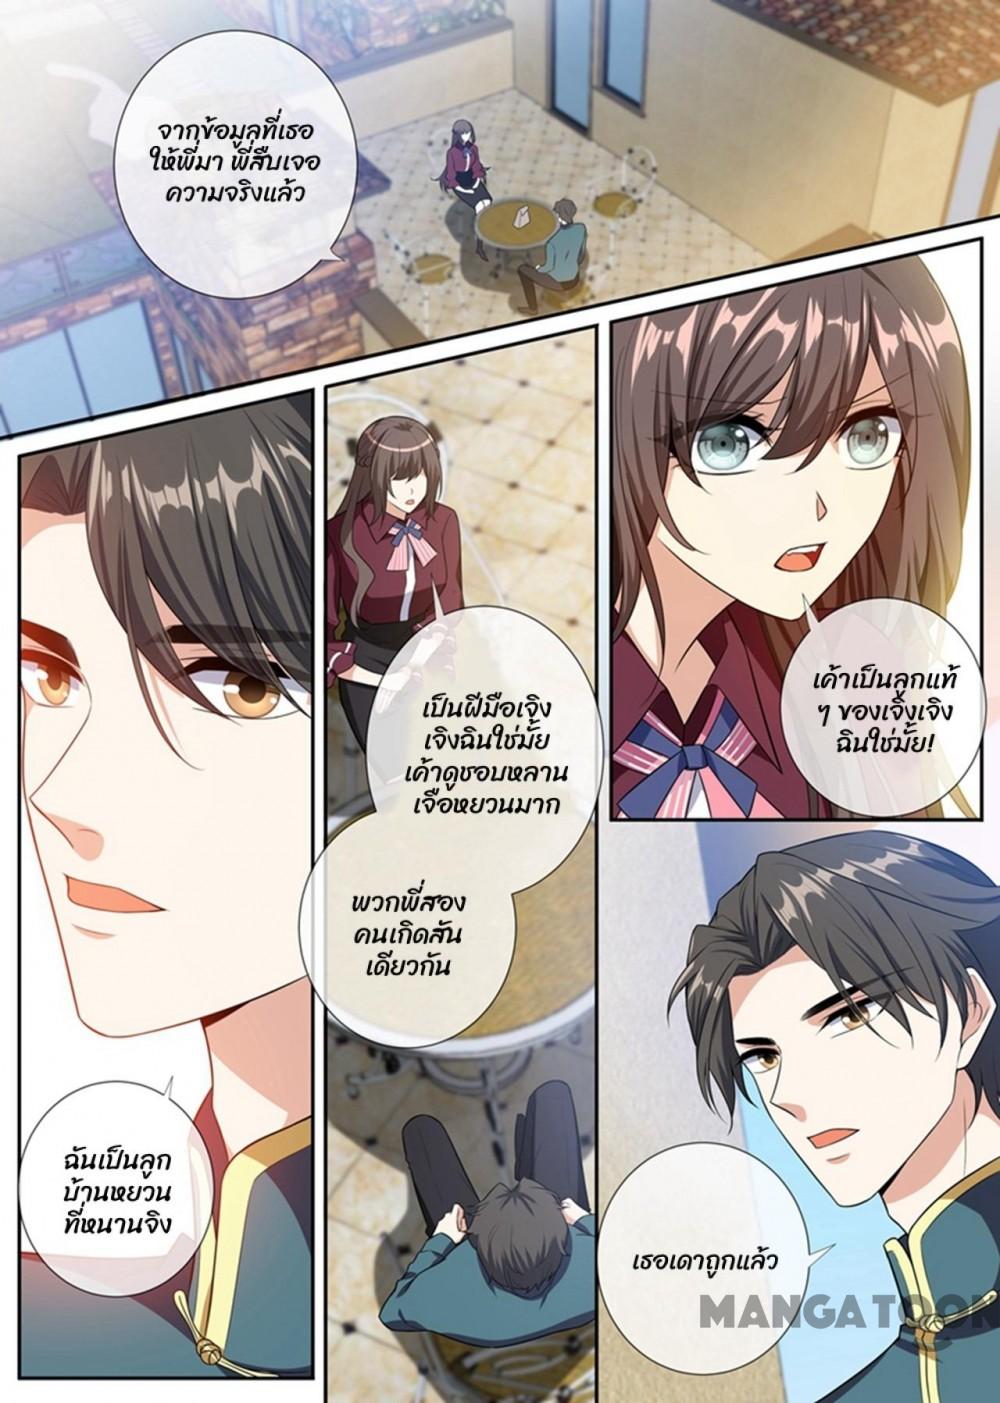 จากข้อมูลที่เธอ
ให้พี่มา พี่สืบเจอ
ความจริงแล้ว
เค้าเป็นลูกแท้
ๆ ของเจิ้งเจิง
ฉินใช่มั้ย!
เป็นฝีมือเจิง
เจิงฉินใช่มั้ย
เค้าดูชอบหลาน
เจือหยวนมาก
พวกพี่สอง
คนเกิดสัน
เดียวกัน
ฉันเป็นลูก
บ้านหยวน
ที่หนานจิง
เธอเดาถูกแล้ว
MANGATOON